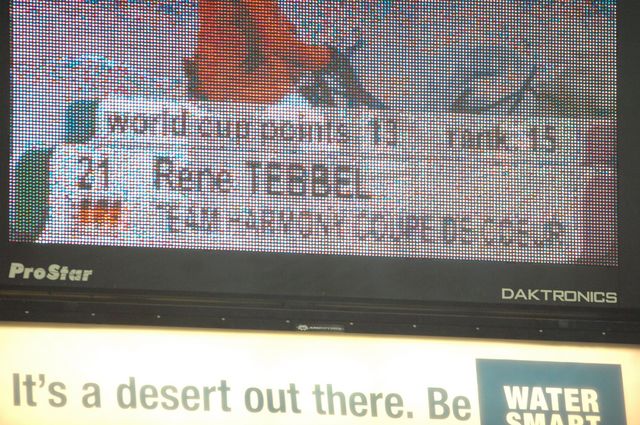 world cup points 13 rank 15
21 Rene TEBBEL
TEAM HARMONY COUPE DE COEUR
ProStar
DAKTRONICS
It's a desert out there. Be WATER
SMART